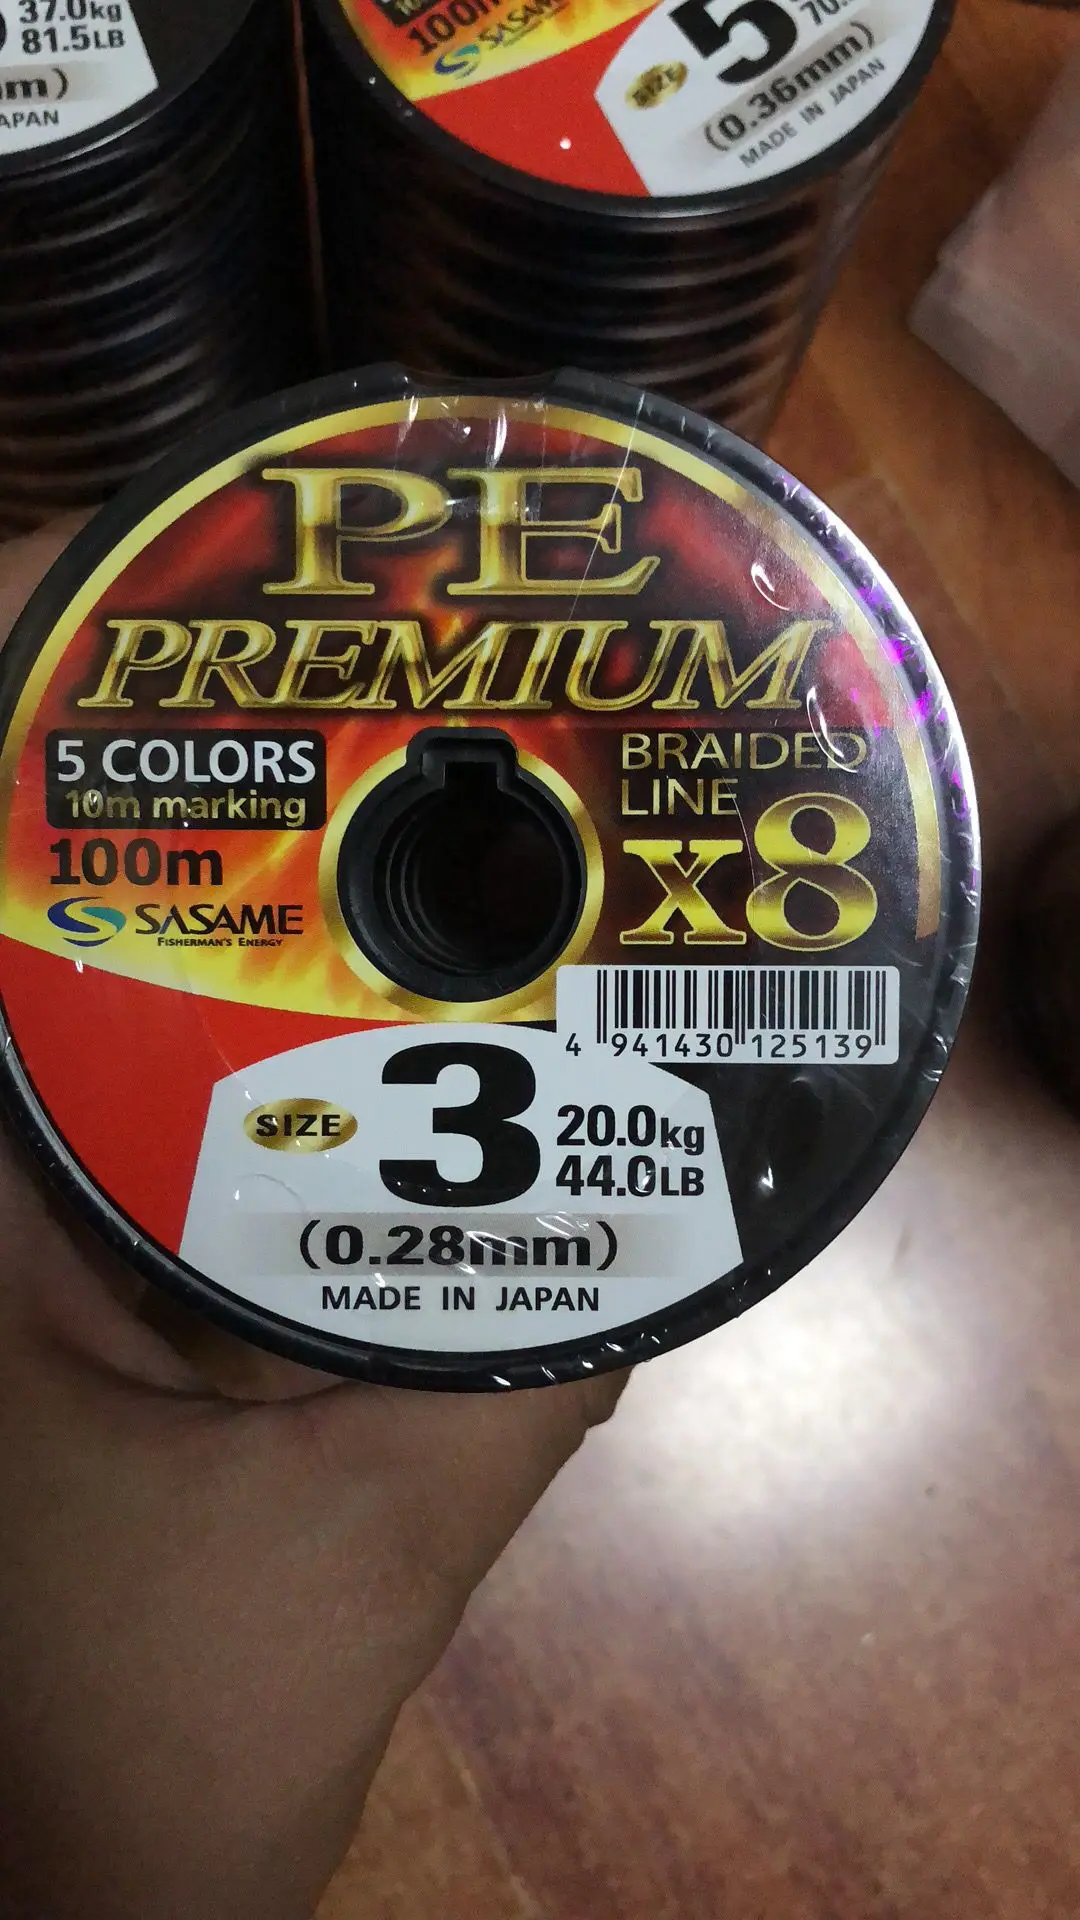 37.0kg
81.5LB
mm)
APAN
100m
SASAME
SIZE
5
70.
(0.36mm)
MADE IN JAPAN
PE
PREMIUM
5 COLORS
10m marking
100m
SASAME
FISHERMAN'S ENERGY
BRAIDED
LINE
x8
4 941430 125139
SIZE
3
20.0kg
44.0LB
(0.28mm)
MADE IN JAPAN